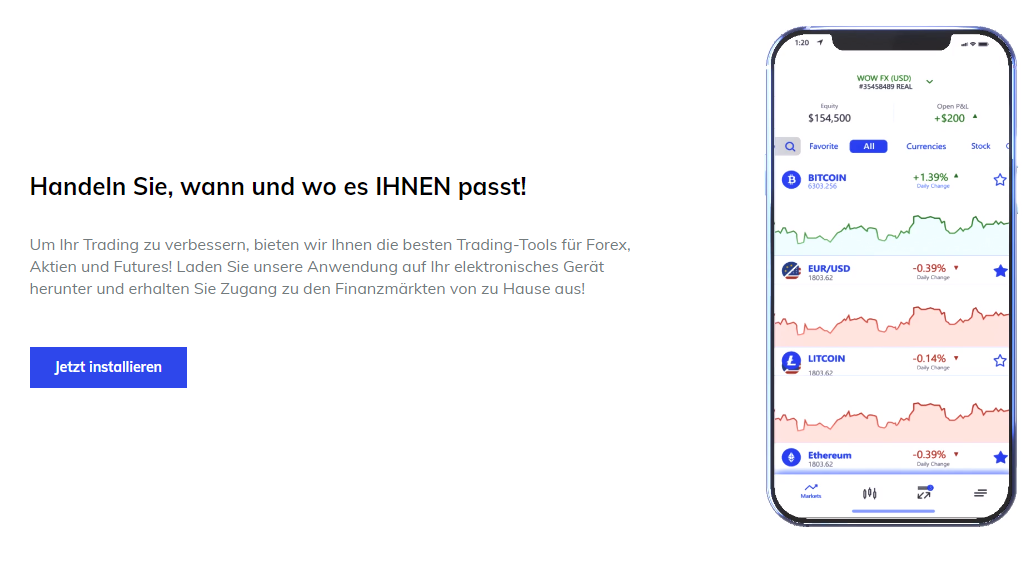 Handeln Sie, wann und wo es IHNEN passt!
Um Ihr Trading zu verbessern, bieten wir Ihnen die besten Trading-Tools für Forex,
Aktien und Futures! Laden Sie unsere Anwendung auf Ihr elektronisches Gerät
herunter und erhalten Sie Zugang zu den Finanzmärkten von zu Hause aus!
Jetzt installieren
1:20
WOW FX (USD)
#35458489 REAL
Equity Open P&L
$154,500 +$200
Favorite All Currencies Stock
BITCOIN +1.39%
6303.256 Daily Change
EUR/USD -0.39%
1803.62 Daily Change
LITCOIN -0.14%
1803.62 Daily Change
Ethereum -0.39%
1803.62 Daily Change
Markets